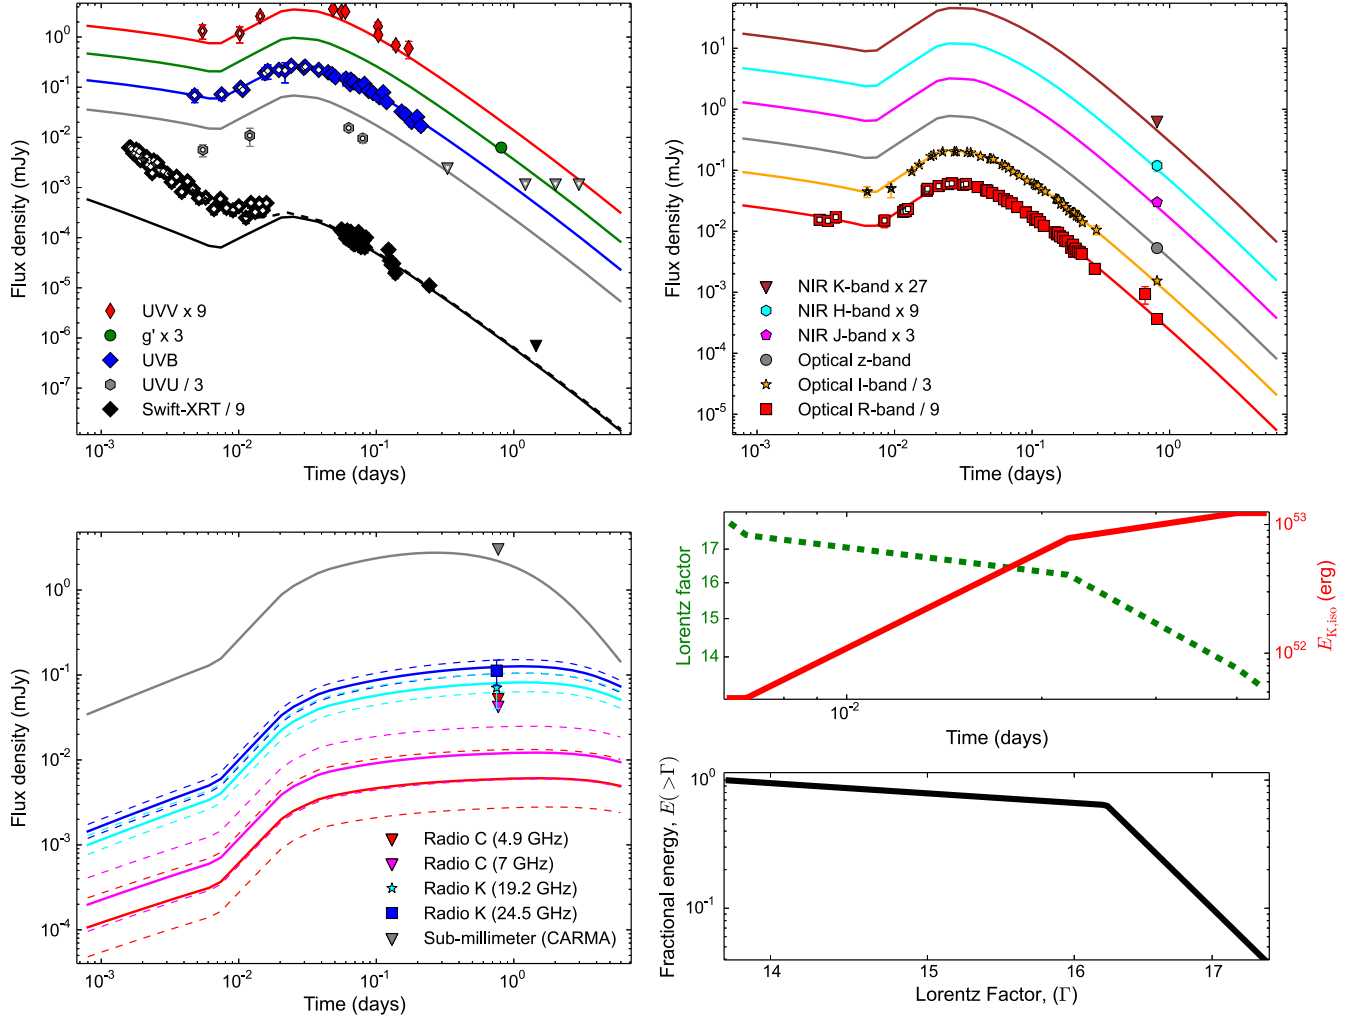 10¹
10⁰
10⁻¹
10⁻²
10⁻³
10⁻⁴
10⁻⁵
10⁻⁶
10⁻⁷
Flux density (mJy)
UVV x 9
g' x 3
UVB
UVU / 3
Swift-XRT / 9
10⁻³
10⁻²
10⁻¹
10⁰
Time (days)
10¹
10⁰
10⁻¹
10⁻²
10⁻³
10⁻⁴
10⁻⁵
Flux density (mJy)
NIR K-band x 27
NIR H-band x 9
NIR J-band x 3
Optical z-band
Optical I-band / 3
Optical R-band / 9
10⁻³
10⁻²
10⁻¹
10⁰
Time (days)
10⁰
10⁻¹
10⁻²
10⁻³
10⁻⁴
Flux density (mJy)
Radio C (4.9 GHz)
Radio C (7 GHz)
Radio K (19.2 GHz)
Radio K (24.5 GHz)
Sub-millimeter (CARMA)
10⁻³
10⁻²
10⁻¹
10⁰
Time (days)
17
16
15
14
Lorentz factor
10⁵³
10⁵²
E_K,iso (erg)
10⁻²
Time (days)
10⁰
10⁻¹
Fractional energy, E(>Γ)
14
15
16
17
Lorentz Factor, (Γ)